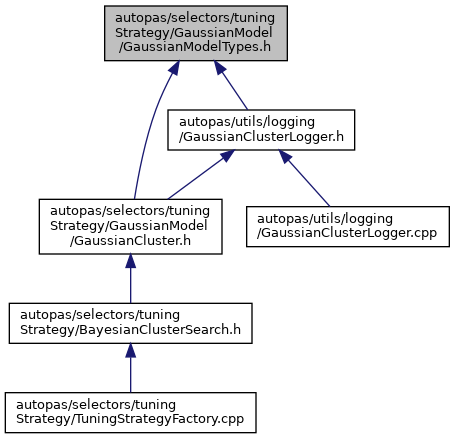 autopas/selectors/tuning
Strategy/GaussianModel
/GaussianModelTypes.h
autopas/utils/logging
/GaussianClusterLogger.h
autopas/selectors/tuning
Strategy/GaussianModel
/GaussianCluster.h
autopas/utils/logging
/GaussianClusterLogger.cpp
autopas/selectors/tuning
Strategy/BayesianClusterSearch.h
autopas/selectors/tuning
Strategy/TuningStrategyFactory.cpp